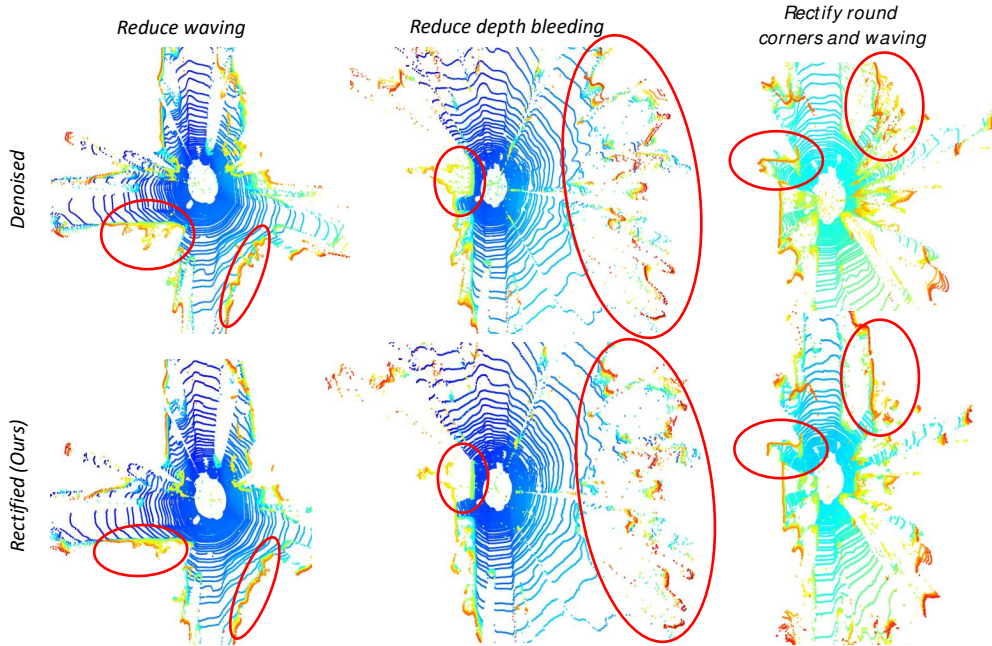 Reduce waving
Reduce depth bleeding
Rectify round
corners and waving
Denoised
Rectified (Ours)